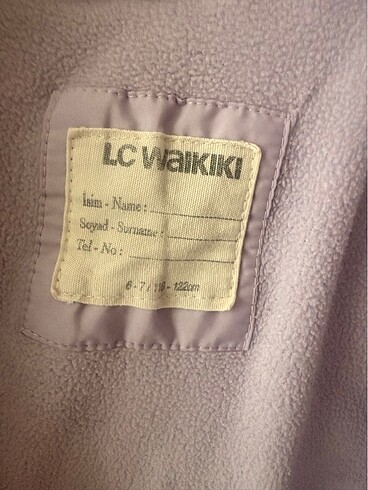 LC WAIKIKI
İsim - Name :
Soyad - Surname :
Tel - No :
6 - 7 / 116 - 122cm